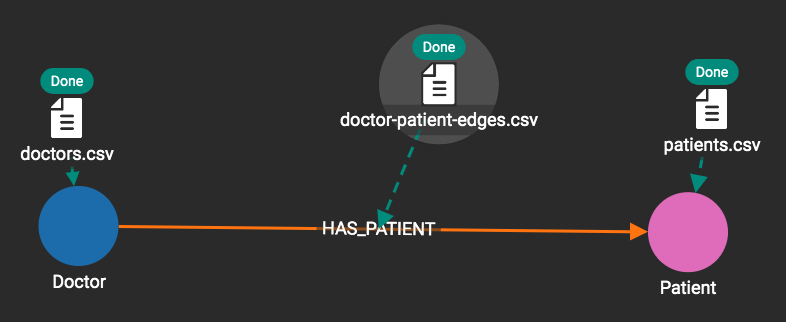 Done
doctors.csv
Done
doctor-patient-edges.csv
Done
patients.csv
HAS_PATIENT
Doctor
Patient